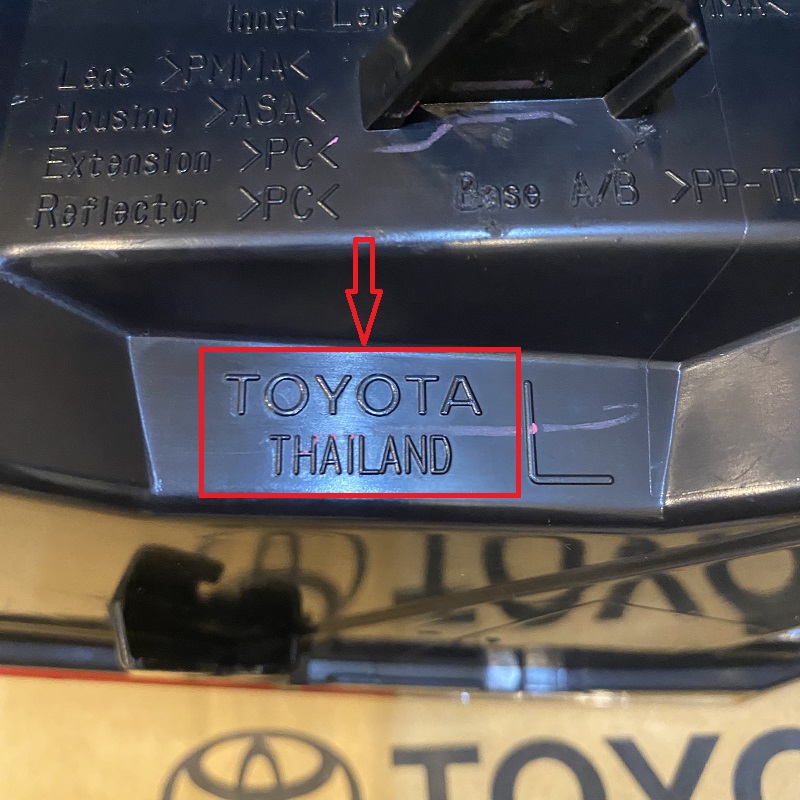 Inner Lens
Lens >PMMA<
Housing >ASA<
Extension >PC<
Reflector >PC<
Base A/B >PP-TD
TOYOTA L
THAILAND
TOYO